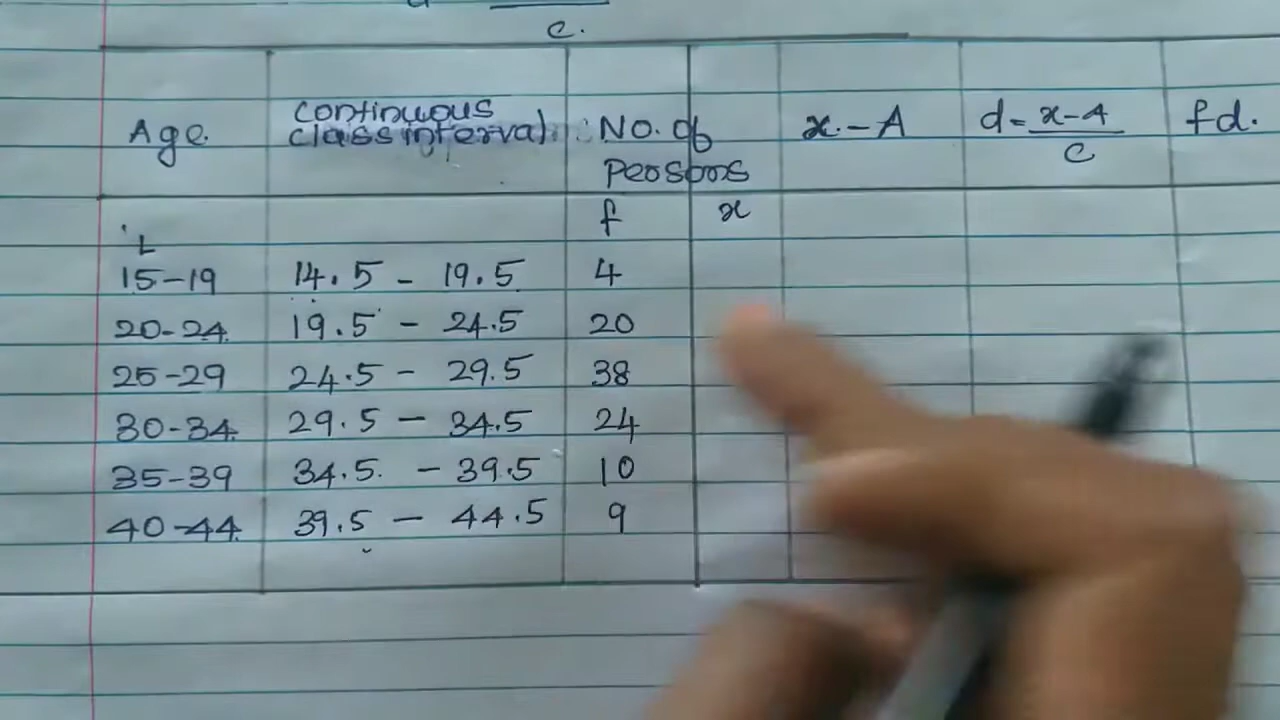 c.
Age. continuous class interval. No. of Persons x - A d = x-A/c fd.
f x
15-19 14.5 - 19.5 4
20-24 19.5 - 24.5 20
25-29 24.5 - 29.5 38
30-34 29.5 - 34.5 24
35-39 34.5 - 39.5 10
40-44 39.5 - 44.5 9